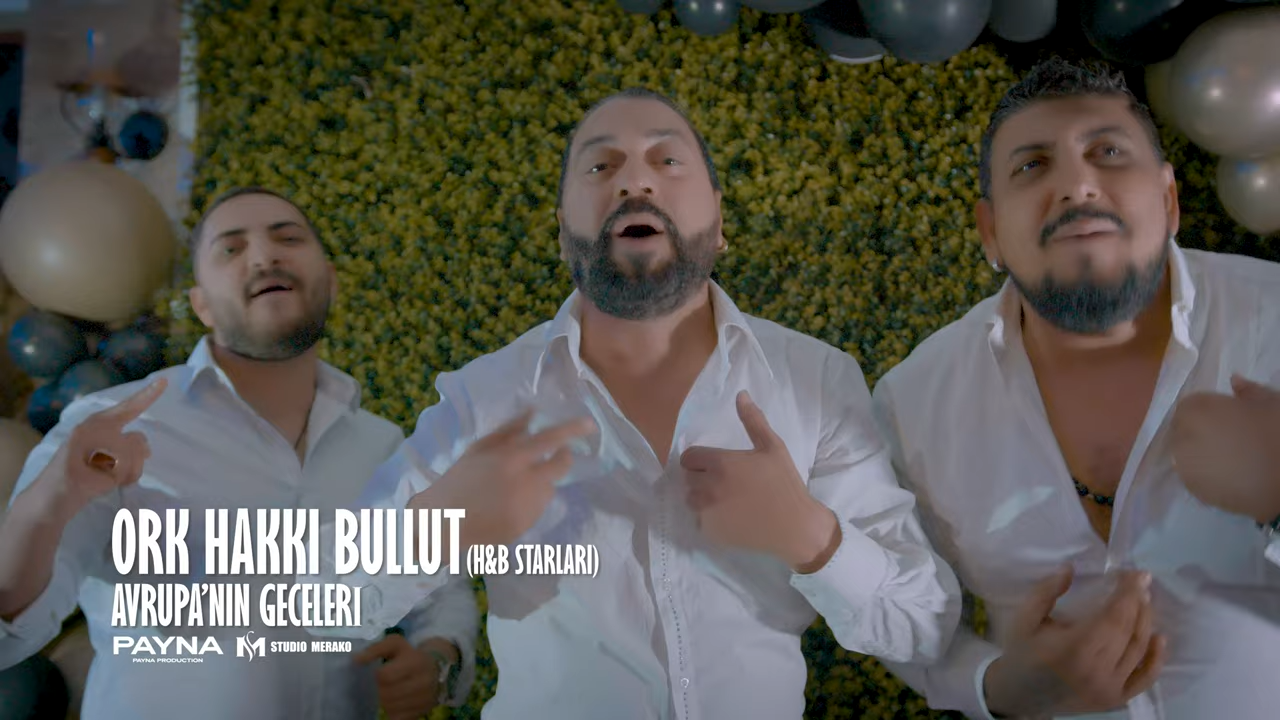 ORK HAKKI BULLUT (H&B STARLARI)
AVRUPA'NIN GECELERI
PAYNA
PAYNA PRODUCTION
STUDIO MERAKO